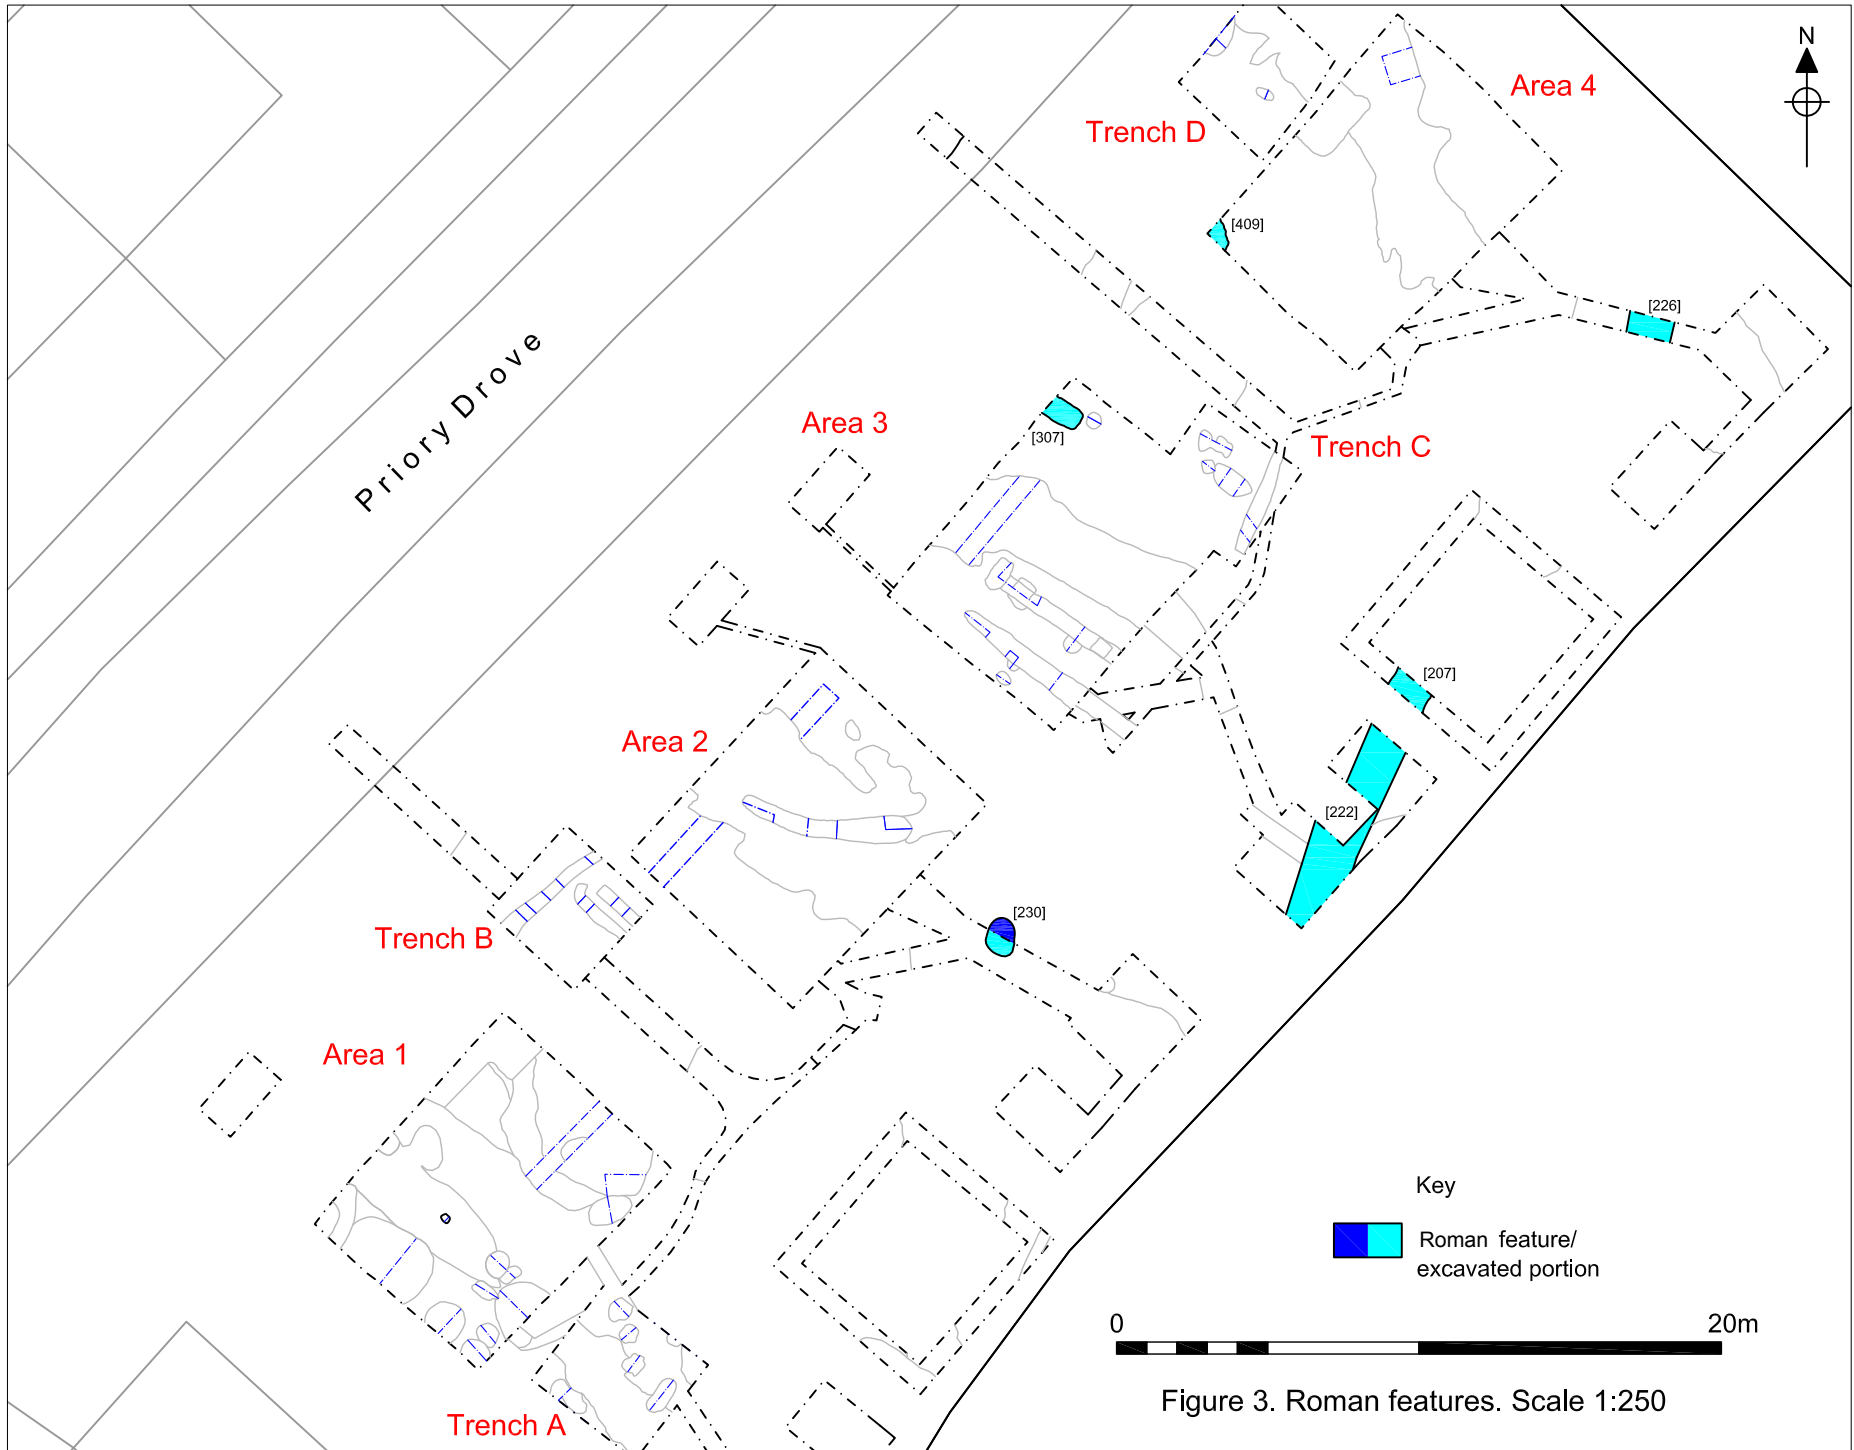 N
Area 4
Trench D
[409]
[226]
Priory Drove
Area 3
[307]
Trench C
[207]
Area 2
[222]
Trench B
[230]
Area 1
Key
Roman feature/
excavated portion
0 20m
Trench A
Figure 3. Roman features. Scale 1:250